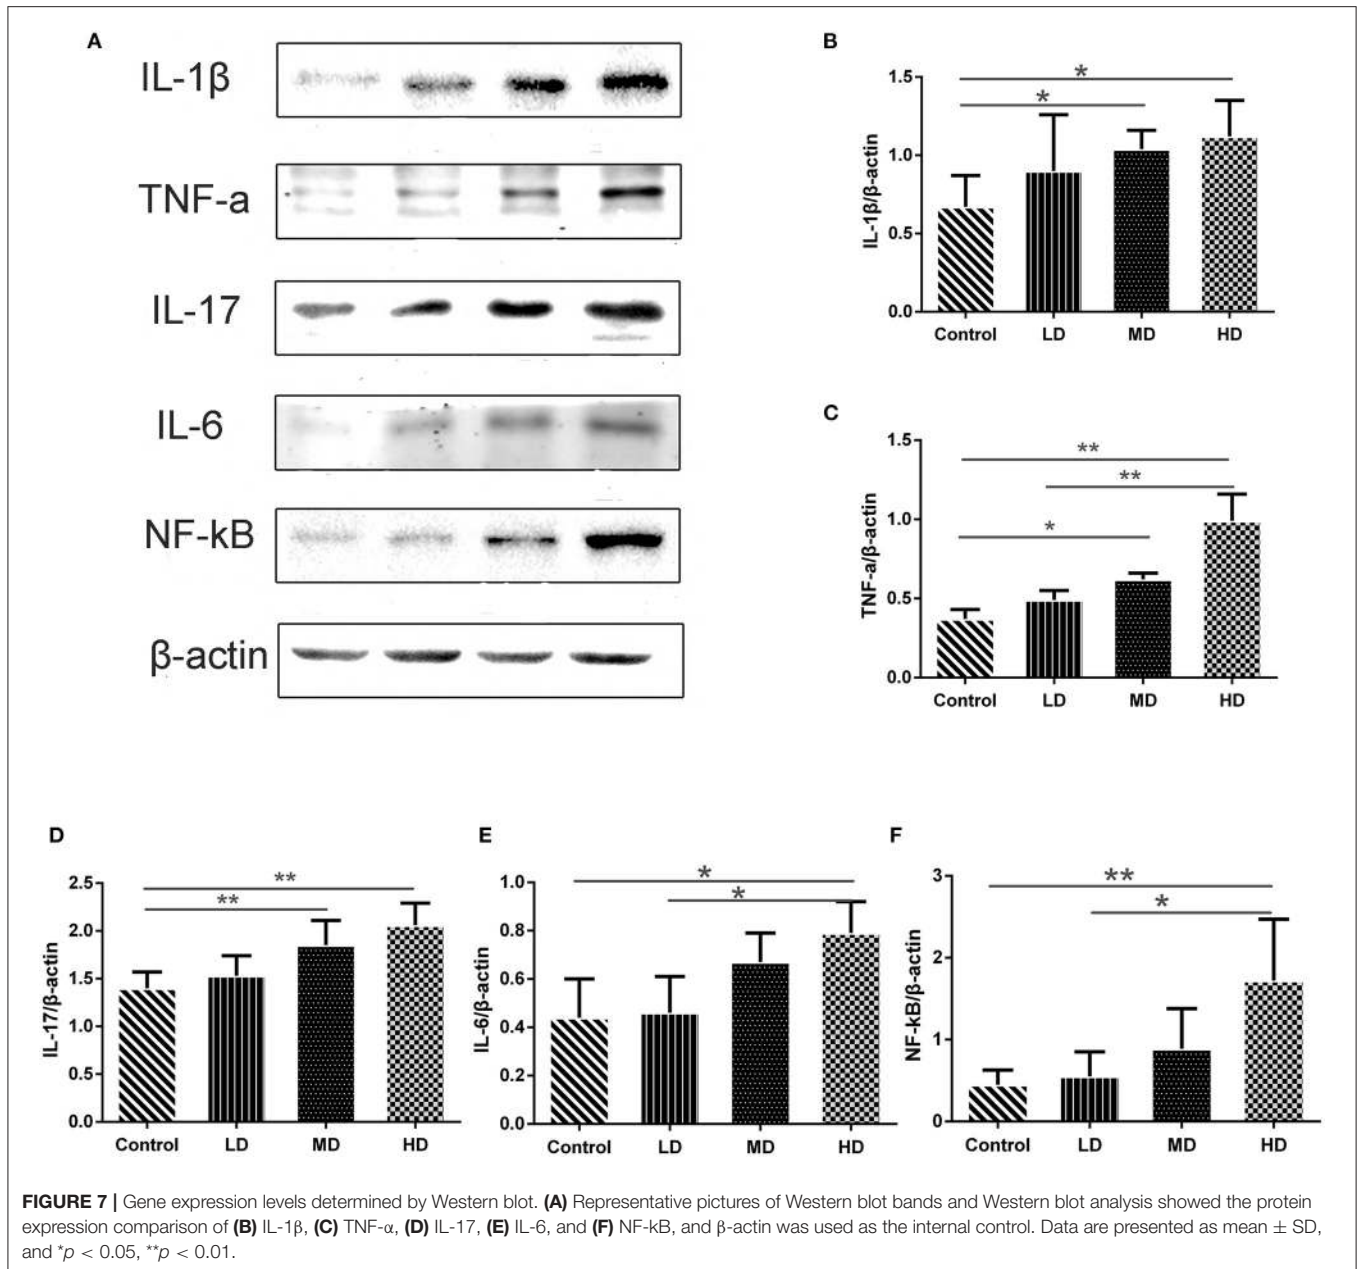 A
IL-1β
TNF-a
IL-17
IL-6
NF-kB
β-actin
B
IL-1β/β-actin
1.5
1.0
0.5
0.0
*
*
Control LD MD HD
C
TNF-a/β-actin
1.5
1.0
0.5
0.0
**
**
*
Control LD MD HD
D
IL-17/β-actin
2.5
2.0
1.5
1.0
0.5
0.0
**
**
Control LD MD HD
E
IL-6/β-actin
1.0
0.8
0.6
0.4
0.2
0.0
*
*
Control LD MD HD
F
NF-kB/β-actin
3
2
1
0
**
*
Control LD MD HD
FIGURE 7 | Gene expression levels determined by Western blot. (A) Representative pictures of Western blot bands and Western blot analysis showed the protein
expression comparison of (B) IL-1β, (C) TNF-α, (D) IL-17, (E) IL-6, and (F) NF-kB, and β-actin was used as the internal control. Data are presented as mean ± SD,
and *p < 0.05, **p < 0.01.